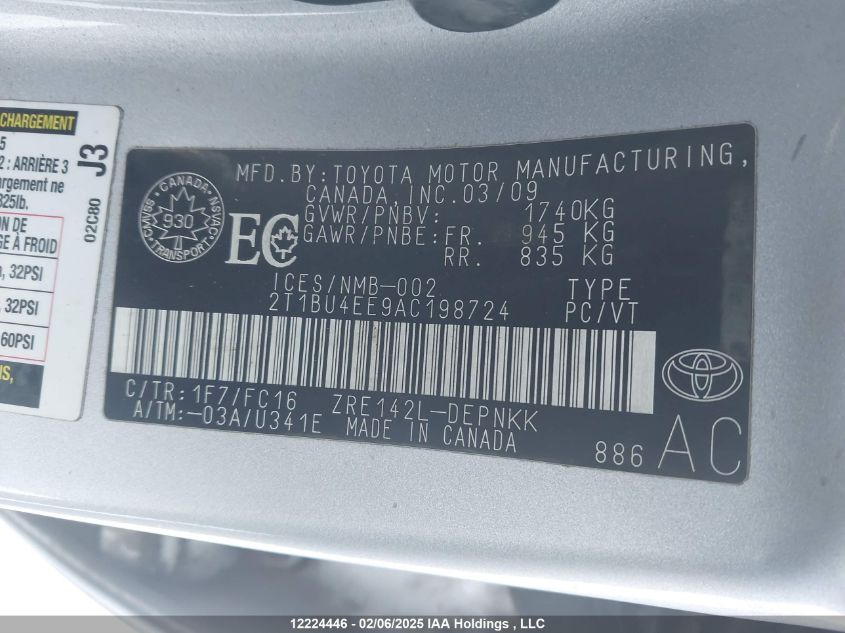 CHARGEMENT
5
2 : ARRIÈRE 3
argement ne
825lb.
ON DE
GE À FROID
, 32PSI
, 32PSI
60PSI
IS,
J3
02C80
MFD.BY:TOYOTA MOTOR MANUFACTURING,
CANADA,INC.03/09
GVWR/PNBV: 1740KG
GAWR/PNBE:FR. 945 KG
RR. 835 KG
CANADA
CMVSS
930
NSVAC
TRANSPORT
EC
ICES/NMB-002
TYPE
2T1BU4EE9AC198724
PC/VT
C/TR:1F7/FC16 ZRE142L-DEPNKK
A/TM:-03A/U341E MADE IN CANADA
886 AC
12224446 - 02/06/2025 IAA Holdings , LLC